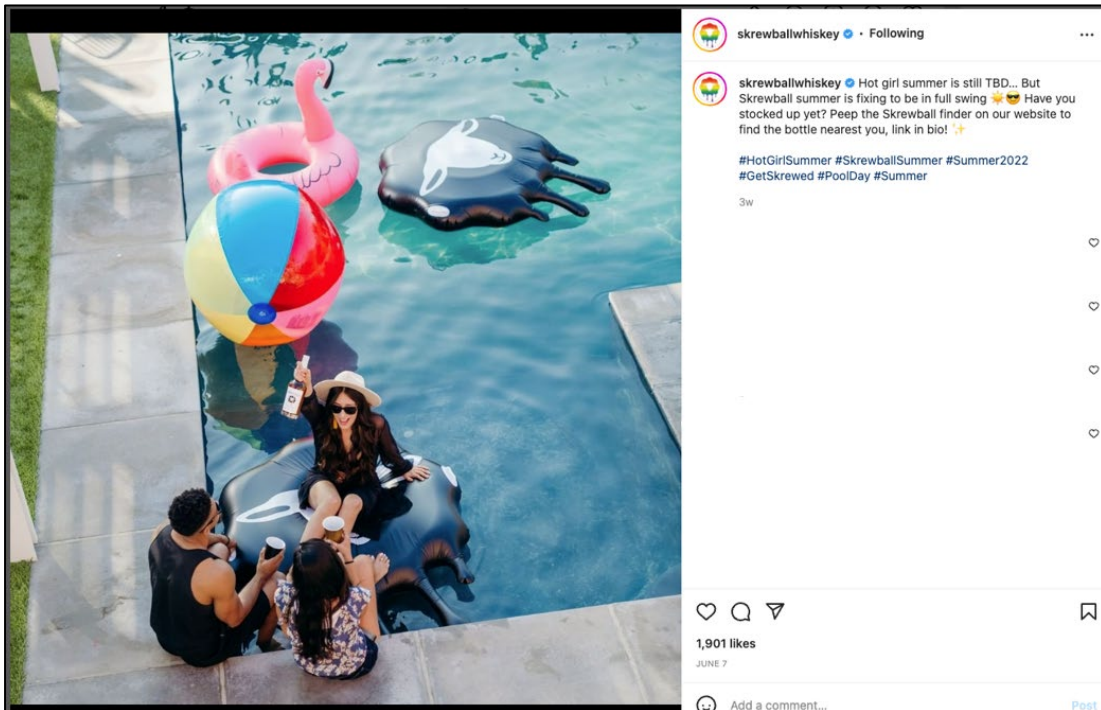 skrewballwhiskey • Following
skrewballwhiskey Hot girl summer is still TBD... But
Skrewball summer is fixing to be in full swing ☀️😎 Have you
stocked up yet? Peep the Skrewball finder on our website to
find the bottle nearest you, link in bio! ✨
#HotGirlSummer #SkrewballSummer #Summer2022
#GetSkrewed #PoolDay #Summer
3w
1,901 likes
JUNE 7
Add a comment...
Post